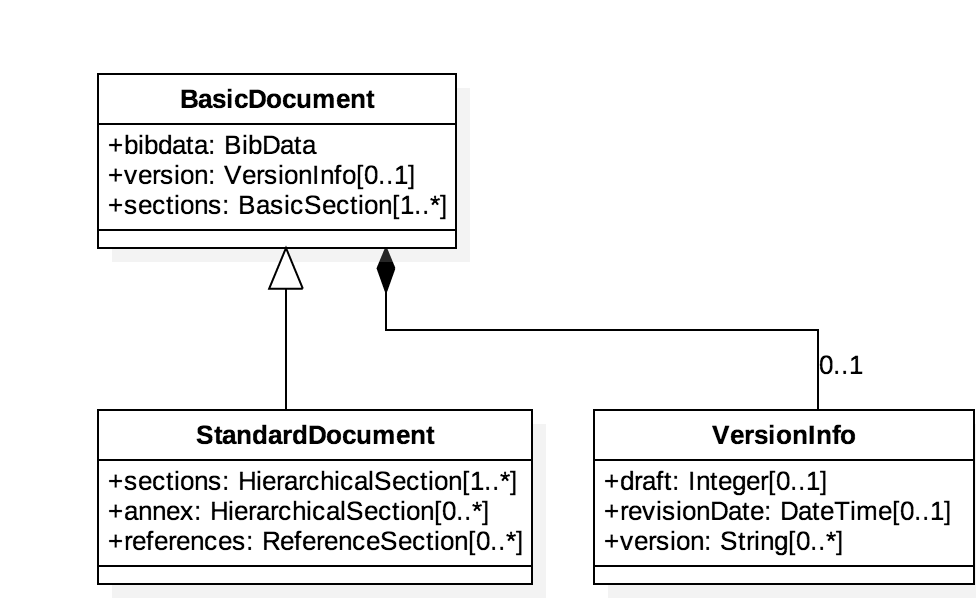 BasicDocument
+bibdata: BibData
+version: VersionInfo[0..1]
+sections: BasicSection[1..*]
0..1
StandardDocument
+sections: HierarchicalSection[1..*]
+annex: HierarchicalSection[0..*]
+references: ReferenceSection[0..*]
VersionInfo
+draft: Integer[0..1]
+revisionDate: DateTime[0..1]
+version: String[0..*]